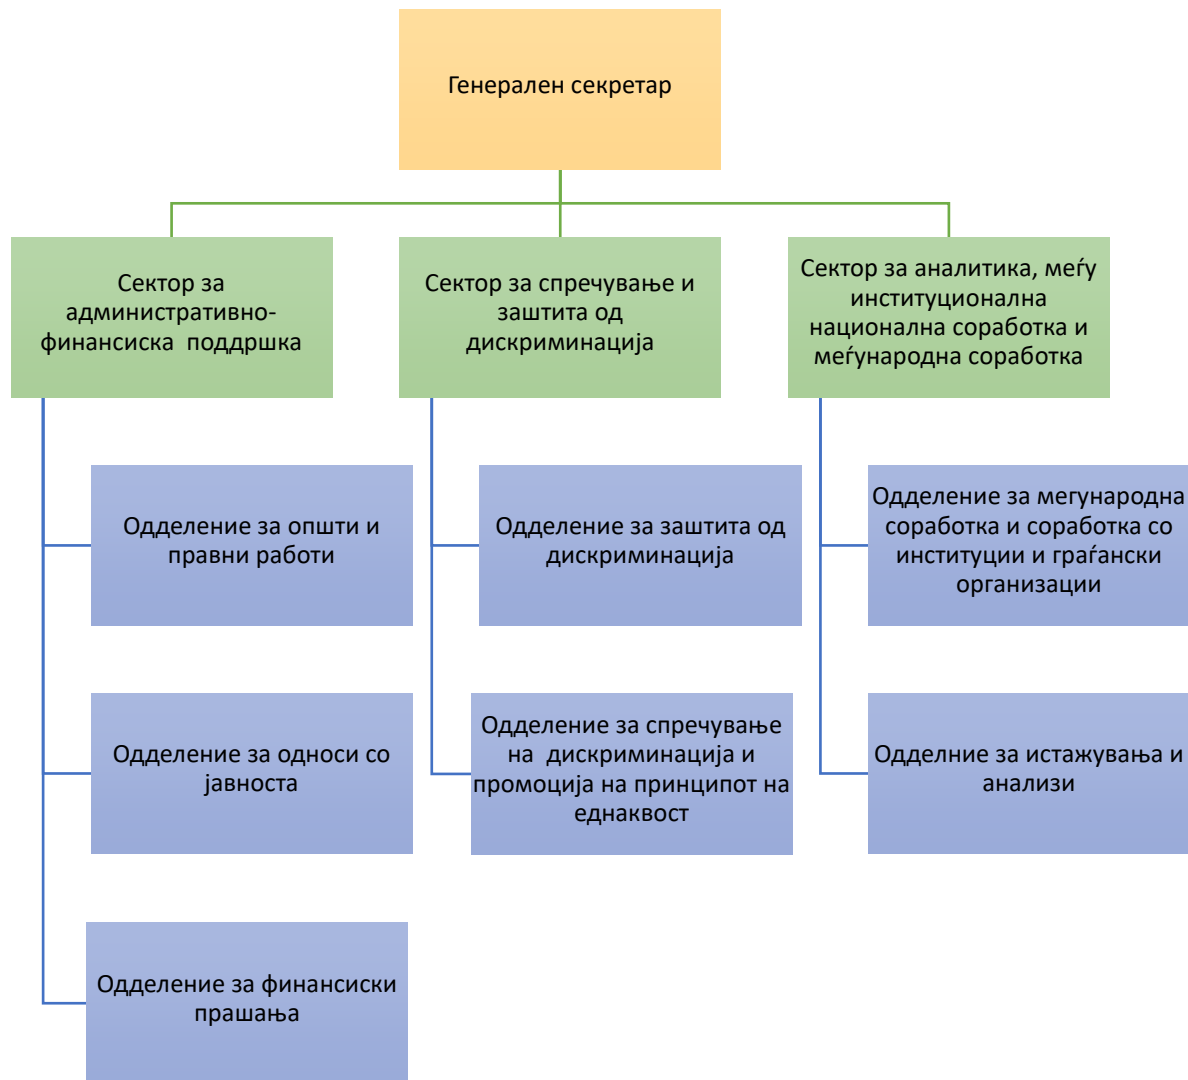 Генерален секретар
Сектор за
административно-
финансиска  поддршка
Сектор за спречување и
заштита од
дискриминација
Сектор за аналитика, меѓу
институционална
национална соработка и
меѓународна соработка
Одделение за општи и
правни работи
Одделение за заштита од
дискриминација
Одделение за мегународна
соработка и соработка со
институции и граѓански
организации
Одделение за односи со
јавноста
Одделение за спречување
на  дискриминација и
промоција на принципот на
еднаквост
Одделние за истажувања и
анализи
Одделение за финансиски
прашања